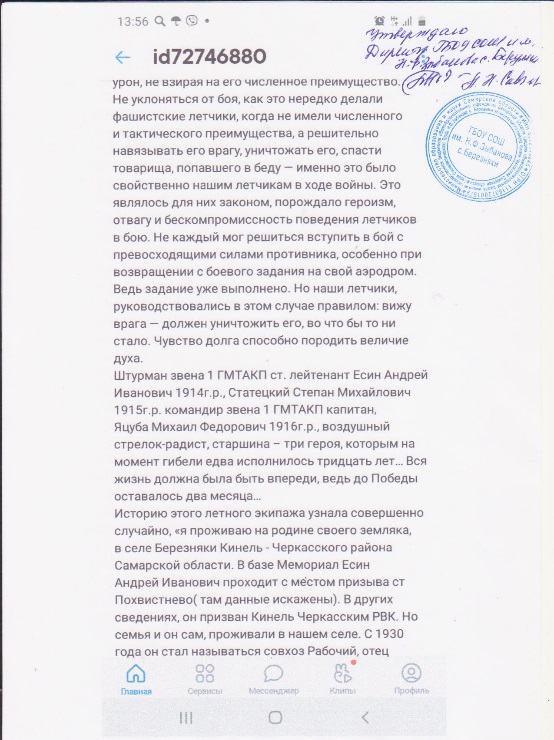 13:56
утверждаю
Директор ГБОУ СОШ им.
Н.Ф. Зыбанова с. Березняки
id72746880
ГБОУ СОШ
им. Н.Ф.Зыбанова
с.Березняки
урон, не взирая на его численное преимущество.
Не уклоняться от боя, как это нередко делали
фашистские летчики, когда не имели численного
и тактического преимущества, а решительно
навязывать его врагу, уничтожать его, спасти
товарища, попавшего в беду — именно это было
свойственно нашим летчикам в ходе войны. Это
являлось для них законом, порождало героизм,
отвагу и бескомпромиссность поведения летчиков
в бою. Не каждый мог решиться вступить в бой с
превосходящими силами противника, особенно при
возвращении с боевого задания на свой аэродром.
Ведь задание уже выполнено. Но наши летчики,
руководствовались в этом случае правилом: вижу
врага — должен уничтожить его, во что бы то ни
стало. Чувство долга способно породить величие
духа.
Штурман звена 1 ГМТАКП ст. лейтенант Есин Андрей
Иванович 1914г.р., Статецкий Степан Михайлович
1915г.р. командир звена 1 ГМТАКП капитан,
Яцуба Михаил Федорович 1916г.р., воздушный
стрелок-радист, старшина – три героя, которым на
момент гибели едва исполнилось тридцать лет... Вся
жизнь должна была быть впереди, ведь до Победы
оставалось два месяца...
Историю этого летного экипажа узнала совершенно
случайно, «я проживаю на родине своего земляка,
в селе Березняки Кинель - Черкасского района
Самарской области. В базе Мемориал Есин
Андрей Иванович проходит с местом призыва ст
Похвистнево( там данные искажены). В других
сведениях, он призван Кинель Черкасским РВК. Но
семья и он сам, проживали в нашем селе. С 1930
года он стал называться совхоз Рабочий, отец
Главная
Сервисы
Мессенджер
Клипы
Профиль